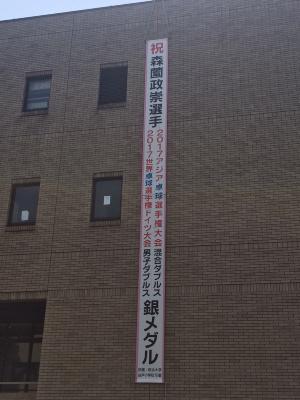 祝 森薗政崇選手
2017アジア卓球選手権大会 混合ダブルス
2017世界卓球選手権ドイツ大会 男子ダブルス
銀メダル